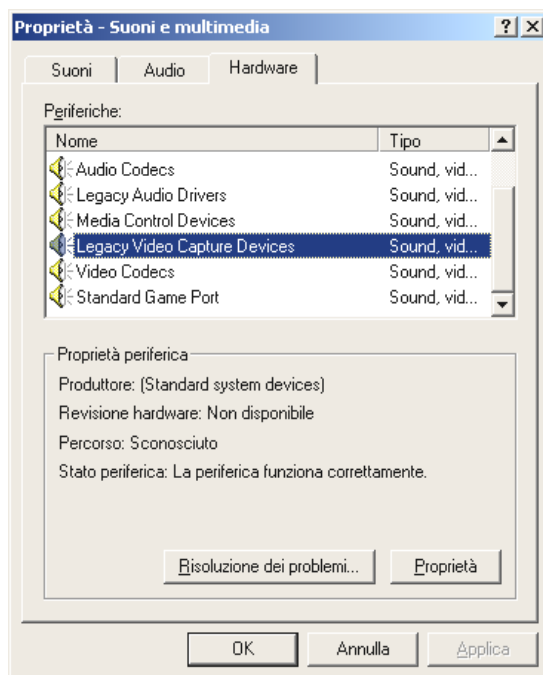 Proprietà - Suoni e multimedia
Suoni Audio Hardware
Periferiche:
Nome Tipo
Audio Codecs Sound, vid...
Legacy Audio Drivers Sound, vid...
Media Control Devices Sound, vid...
Legacy Video Capture Devices Sound, vid...
Video Codecs Sound, vid...
Standard Game Port Sound, vid...
Proprietà periferica
Produttore: (Standard system devices)
Revisione hardware: Non disponibile
Percorso: Sconosciuto
Stato periferica: La periferica funziona correttamente.
Risoluzione dei problemi... Proprietà
OK Annulla Applica